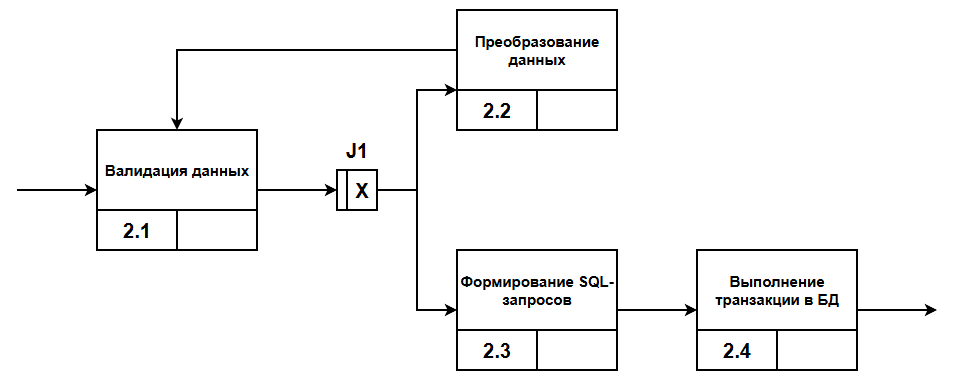 Преобразование
данных
2.2
J1
Валидация данных
X
2.1
Формирование SQL-
запросов
Выполнение
транзакции в БД
2.3
2.4